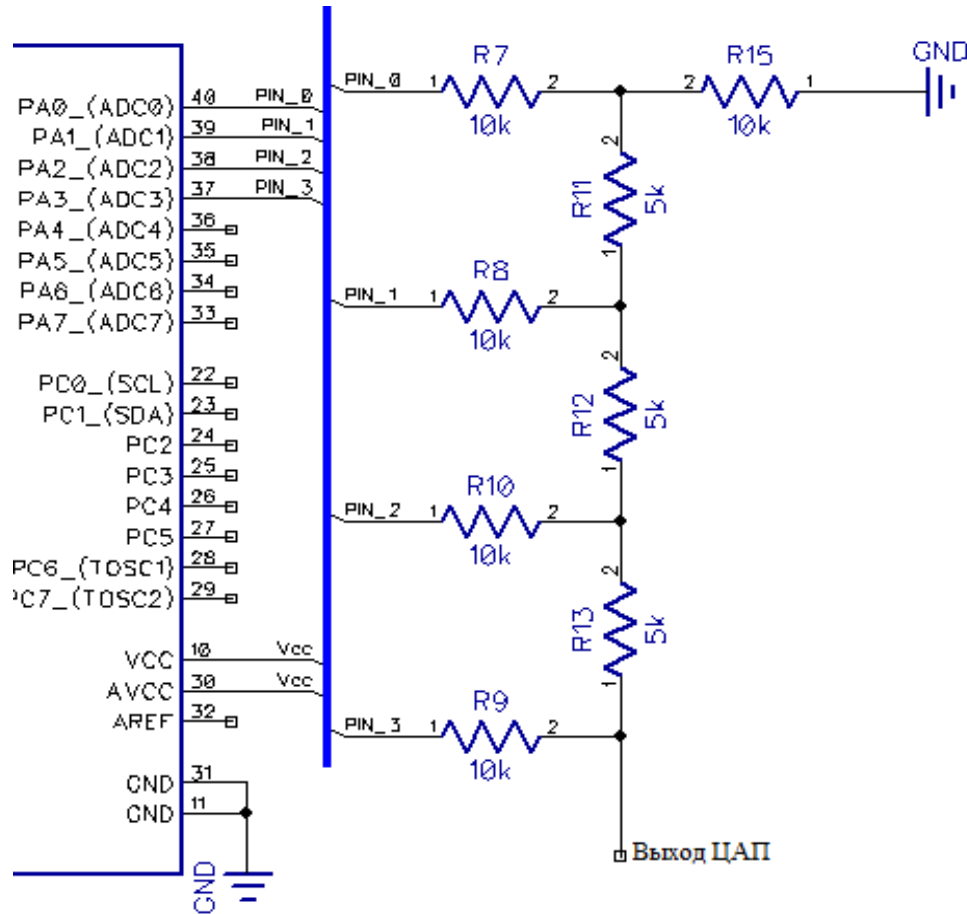 PA0_(ADC0) 40 PIN_0
PA1_(ADC1) 39 PIN_1
PA2_(ADC2) 38 PIN_2
PA3_(ADC3) 37 PIN_3
PA4_(ADC4) 36
PA5_(ADC5) 35
PA6_(ADC6) 34
PA7_(ADC7) 33
PC0_(SCL) 22
PC1_(SDA) 23
PC2 24
PC3 25
PC4 26
PC5 27
PC6_(TOSC1) 28
PC7_(TOSC2) 29
VCC 10 Vcc
AVCC 30 Vcc
AREF 32
GND 31
GND 11
GND
PIN_0 1 R7 2
10k
2 R15 1
10k
GND
2 R11 1
5k
PIN_1 1 R8 2
10k
2 R12 1
5k
PIN_2 1 R10 2
10k
2 R13 1
5k
PIN_3 1 R9 2
10k
Выход ЦАП